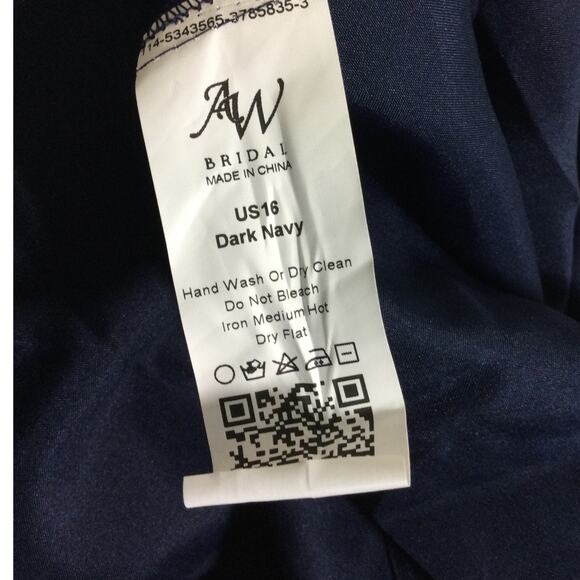 114-5343565-3785835-3
AW
BRIDAL
MADE IN CHINA
US16
Dark Navy
Hand Wash Or Dry Clean
Do Not Bleach
Iron Medium Hot
Dry Flat